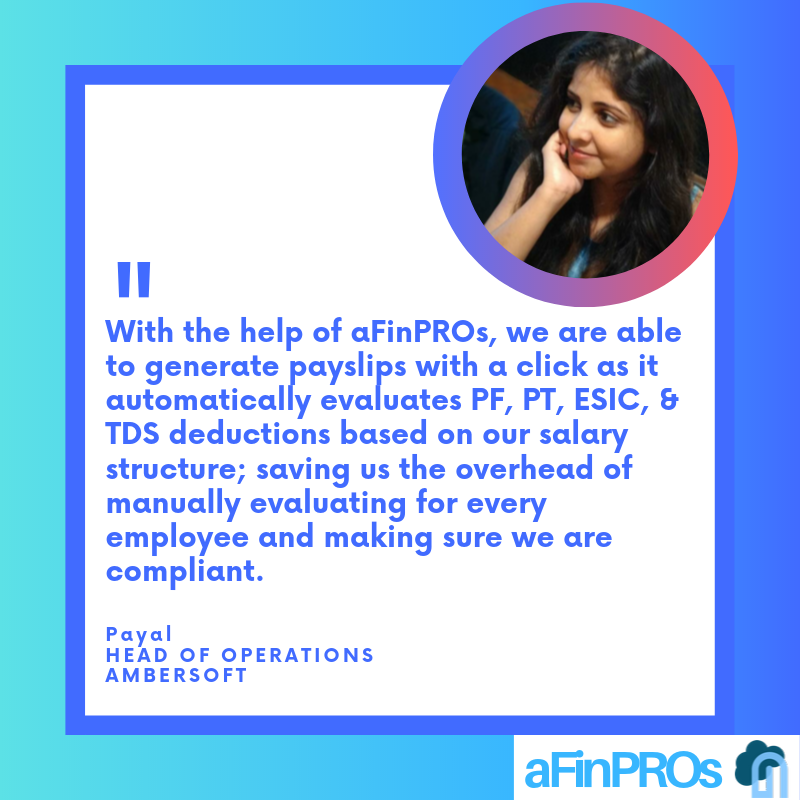 "
With the help of aFinPROs, we are able
to generate payslips with a click as it
automatically evaluates PF, PT, ESIC, &
TDS deductions based on our salary
structure; saving us the overhead of
manually evaluating for every
employee and making sure we are
compliant.
Payal
HEAD OF OPERATIONS
AMBERSOFT
aFinPROs